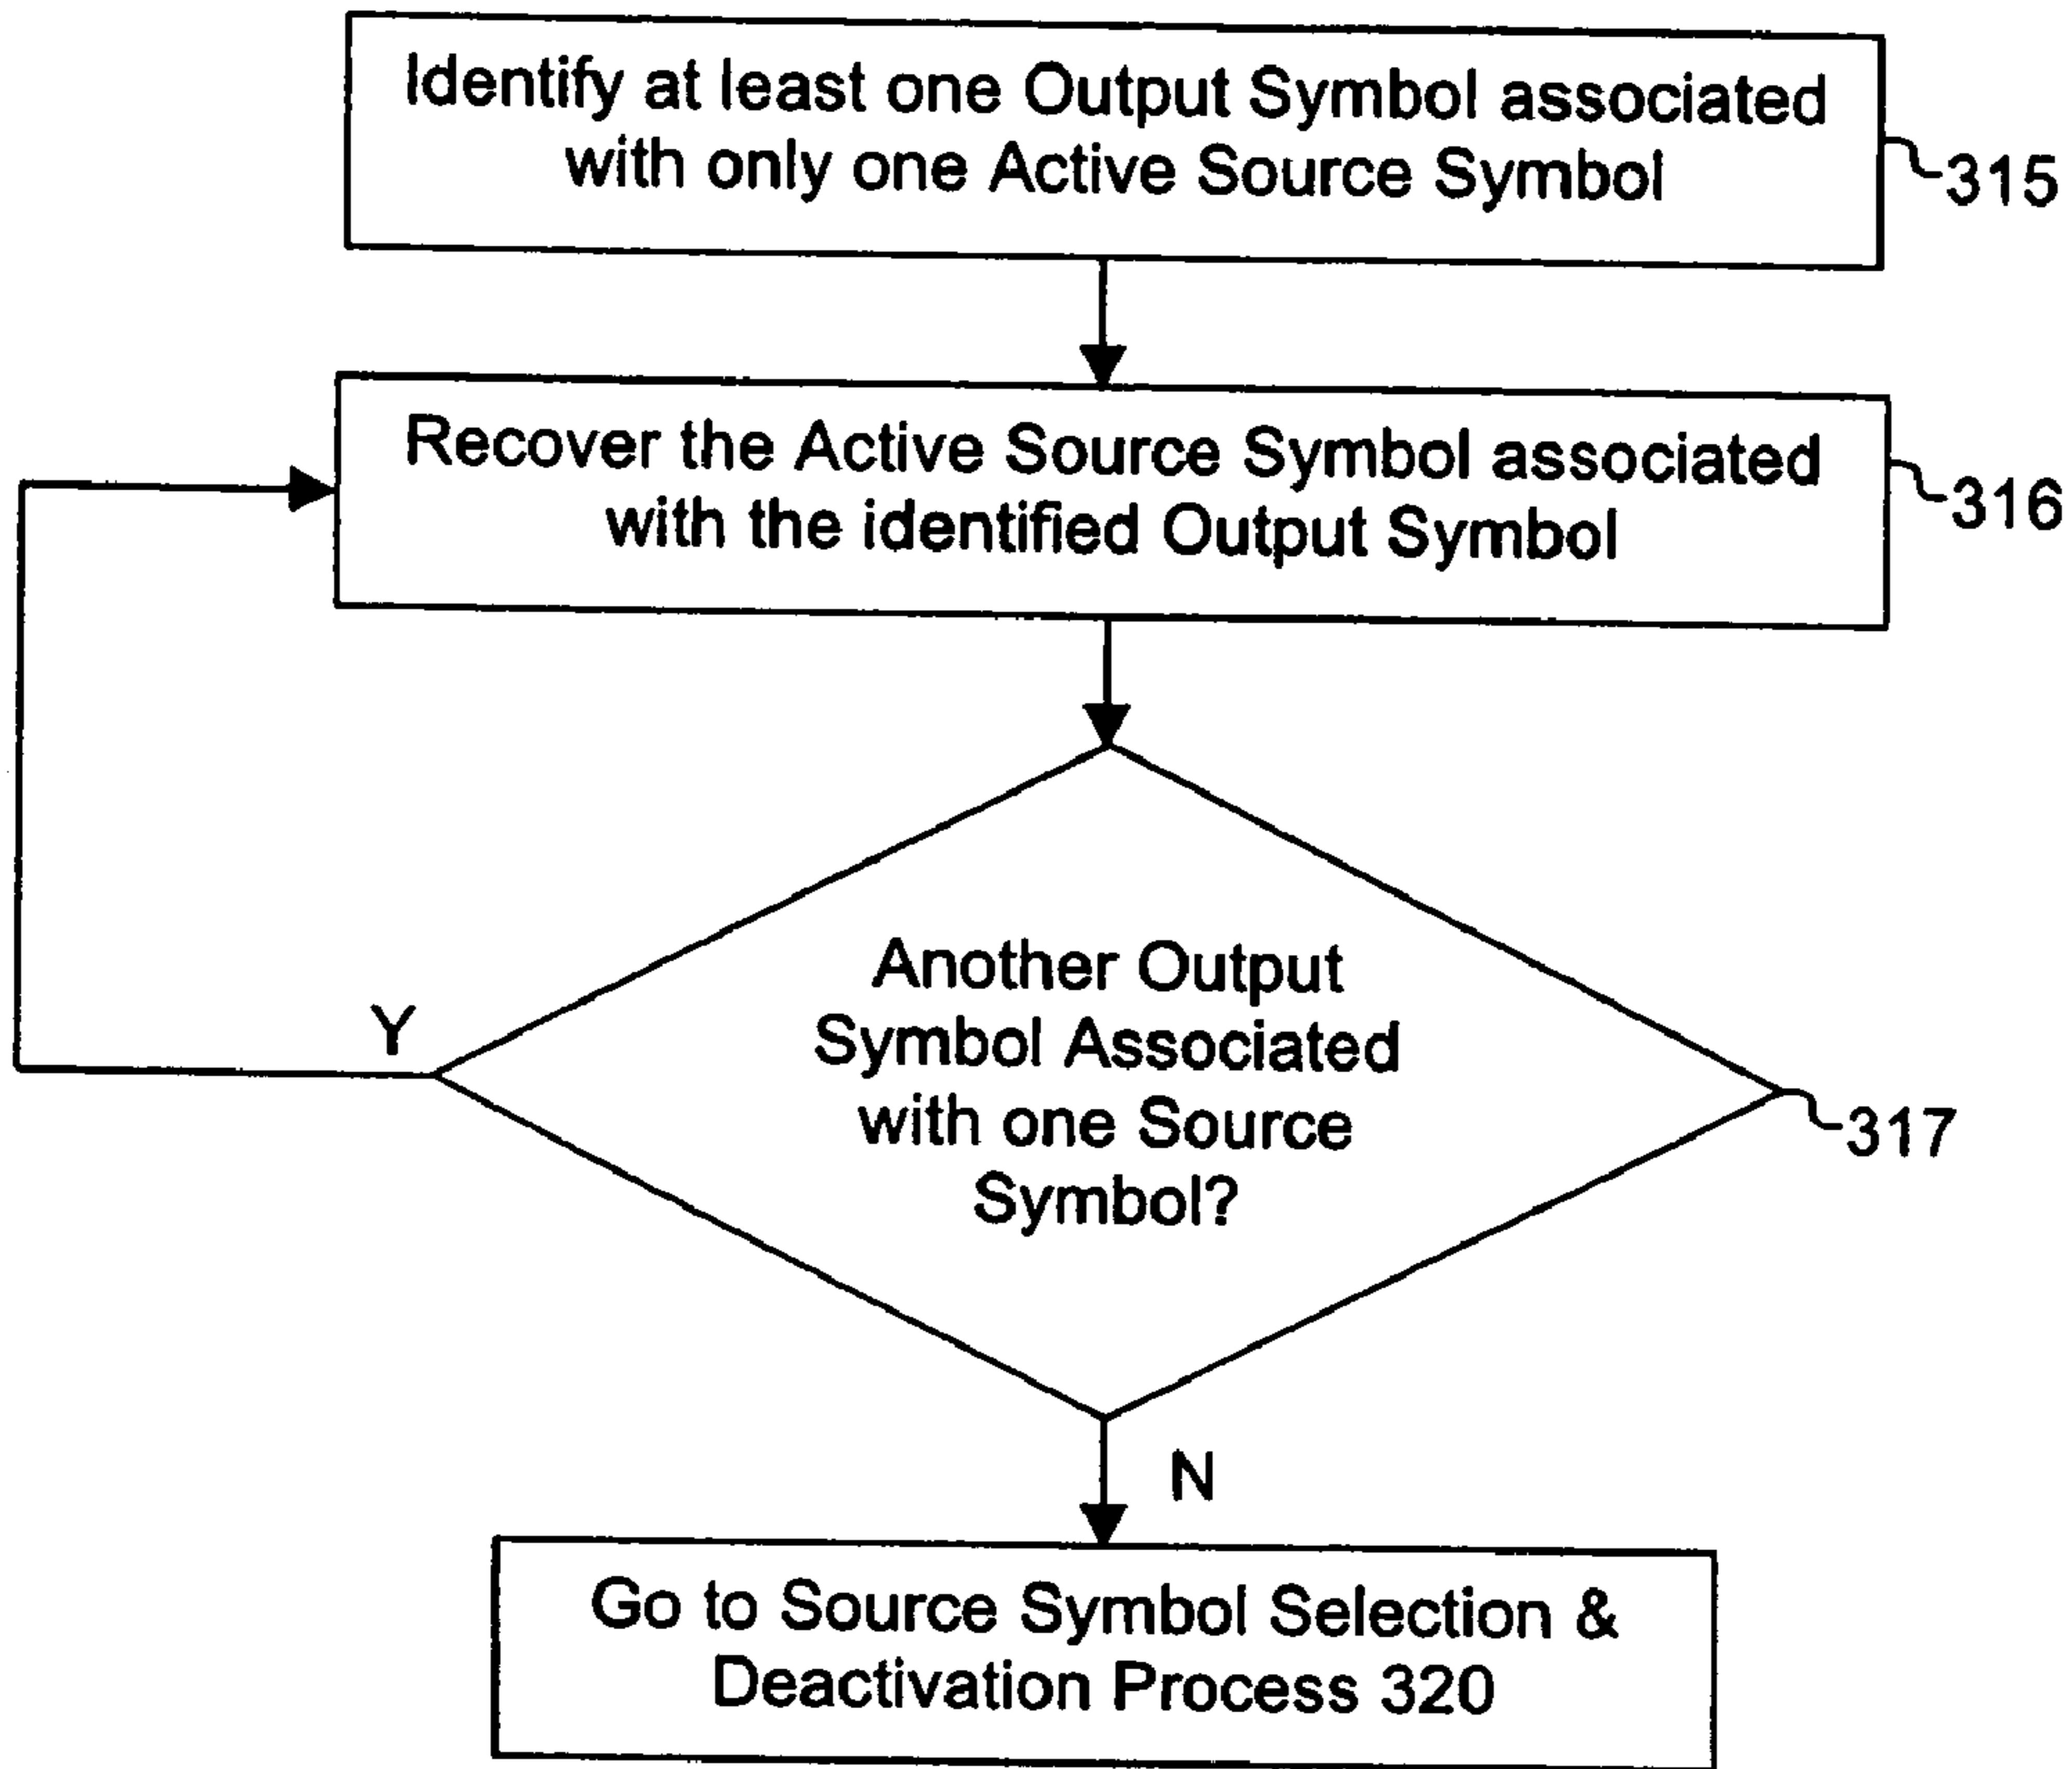 Identify at least one Output Symbol associated
with only one Active Source Symbol
315
Recover the Active Source Symbol associated
with the identified Output Symbol
316
Another Output
Symbol Associated
with one Source
Symbol?
Y
317
N
Go to Source Symbol Selection &
Deactivation Process 320